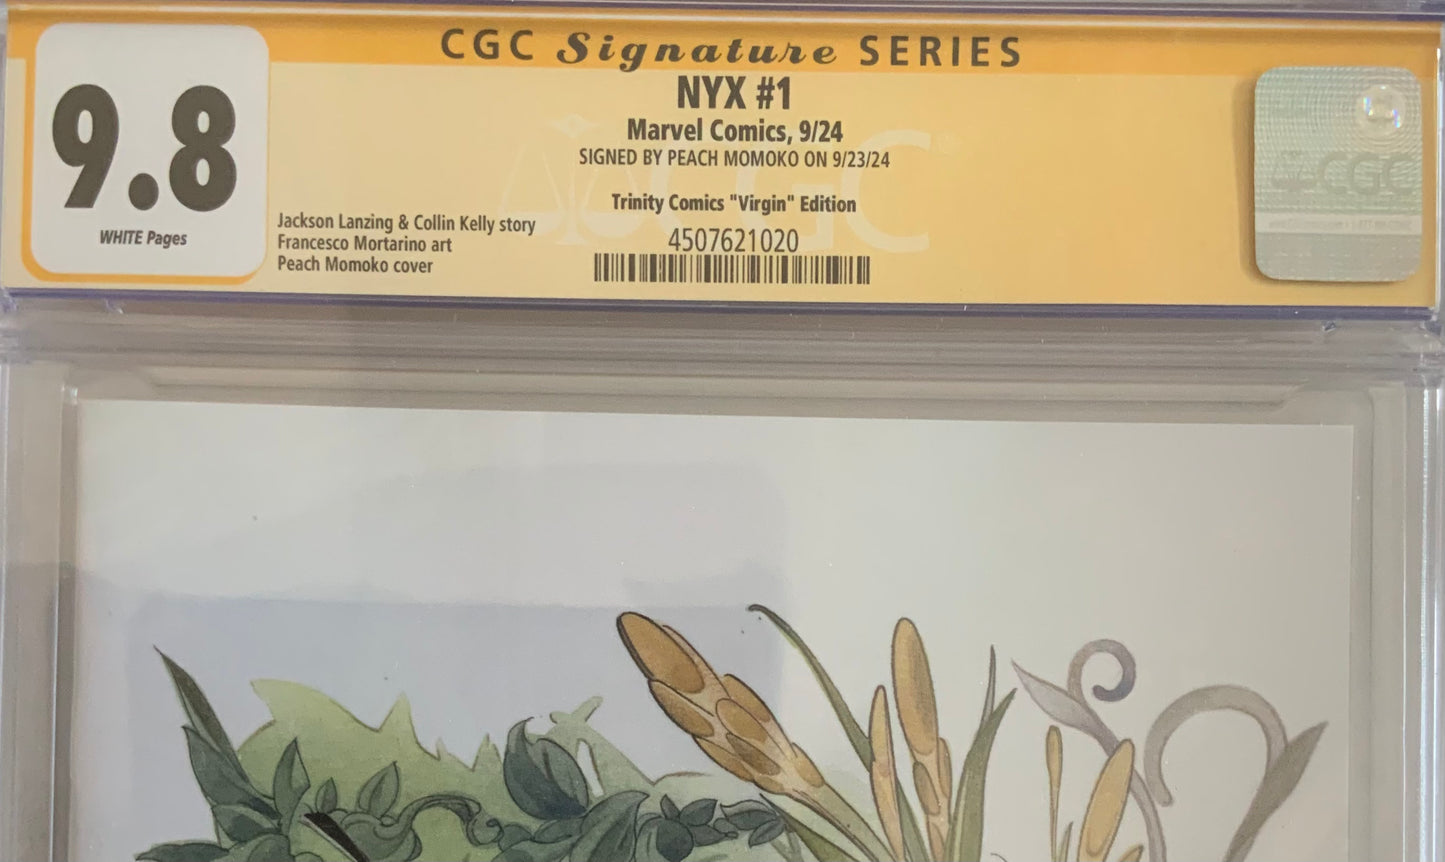 CGC Signature SERIES
9.8
WHITE Pages
NYX #1
Marvel Comics, 9/24
SIGNED BY PEACH MOMOKO ON 9/23/24
Trinity Comics "Virgin" Edition
4507621020
Jackson Lanzing & Collin Kelly story
Francesco Mortarino art
Peach Momoko cover
CGC
CGC